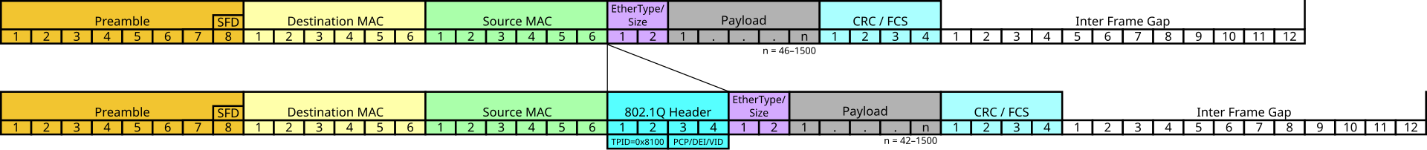 Preamble SFD Destination MAC Source MAC EtherType/ Size Payload CRC / FCS Inter Frame Gap
1 2 3 4 5 6 7 8 1 2 3 4 5 6 1 2 3 4 5 6 1 2 1 . . . n 1 2 3 4 1 2 3 4 5 6 7 8 9 10 11 12
n = 46–1500
Preamble SFD Destination MAC Source MAC 802.1Q Header EtherType/ Size Payload CRC / FCS Inter Frame Gap
1 2 3 4 5 6 7 8 1 2 3 4 5 6 1 2 3 4 5 6 1 2 3 4 1 2 1 . . . n 1 2 3 4 1 2 3 4 5 6 7 8 9 10 11 12
TPID=0x8100 PCP/DEI/VID n = 42–1500